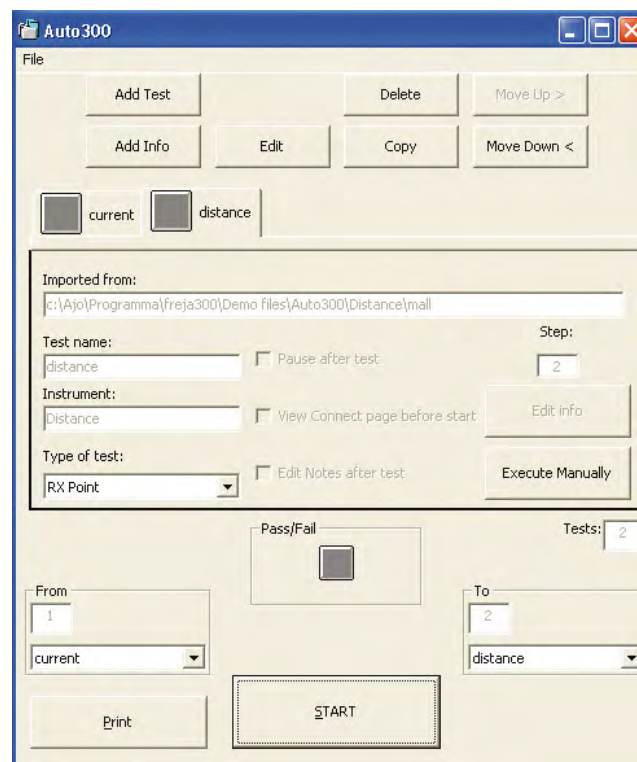 Auto300
File
Add Test
Delete
Move Up >
Add Info
Edit
Copy
Move Down <
current
distance
Imported from:
c:\Ajo\Programma\freja300\Demo files\Auto300\Distance\mall
Test name:
Step:
distance
Pause after test
2
Instrument:
Distance
View Connect page before start
Edit info
Type of test:
RX Point
Edit Notes after test
Execute Manually
Pass/Fail
Tests: 2
From
1
current
To
2
distance
Print
START